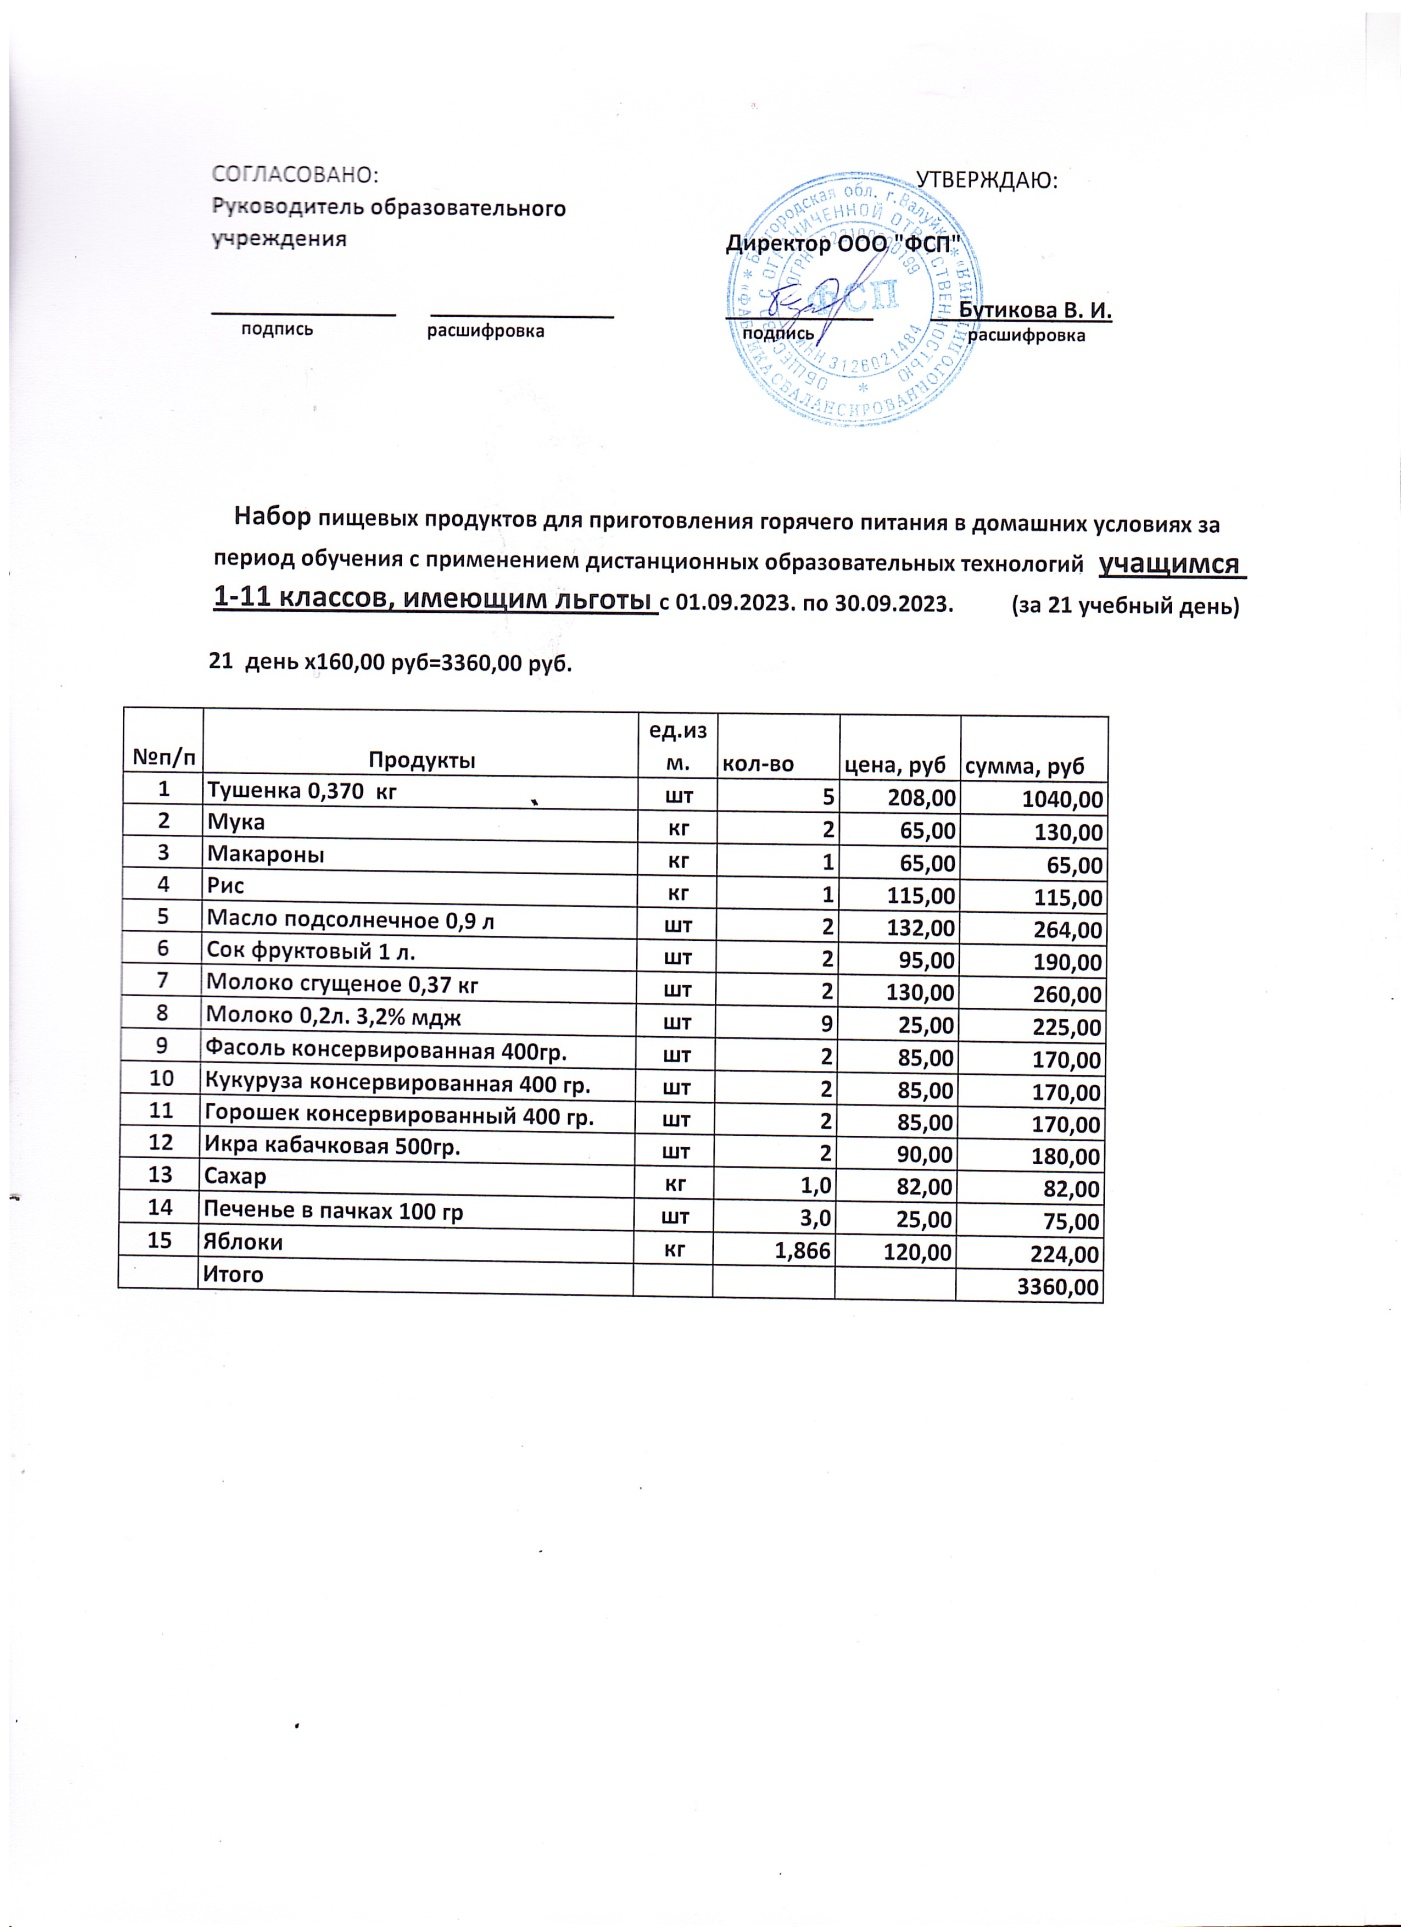 СОГЛАСОВАНО:
Руководитель образовательного
учреждения
подпись расшифровка
УТВЕРЖДАЮ:
Директор ООО "ФСП"
Бутикова В. И.
подпись расшифровка
ФСП
ИНН 3126021484
Белгородская обл. г.Валуйки
Набор пищевых продуктов для приготовления горячего питания в домашних условиях за
период обучения с применением дистанционных образовательных технологий учащимся
1-11 классов, имеющим льготы с 01.09.2023. по 30.09.2023. (за 21 учебный день)
21 день х160,00 руб=3360,00 руб.
№п/п Продукты ед.из м. кол-во цена, руб сумма, руб
1 Тушенка 0,370 кг шт 5 208,00 1040,00
2 Мука кг 2 65,00 130,00
3 Макароны кг 1 65,00 65,00
4 Рис кг 1 115,00 115,00
5 Масло подсолнечное 0,9 л шт 2 132,00 264,00
6 Сок фруктовый 1 л. шт 2 95,00 190,00
7 Молоко сгущеное 0,37 кг шт 2 130,00 260,00
8 Молоко 0,2л. 3,2% мдж шт 9 25,00 225,00
9 Фасоль консервированная 400гр. шт 2 85,00 170,00
10 Кукуруза консервированная 400 гр. шт 2 85,00 170,00
11 Горошек консервированный 400 гр. шт 2 85,00 170,00
12 Икра кабачковая 500гр. шт 2 90,00 180,00
13 Сахар кг 1,0 82,00 82,00
14 Печенье в пачках 100 гр шт 3,0 25,00 75,00
15 Яблоки кг 1,866 120,00 224,00
Итого 3360,00